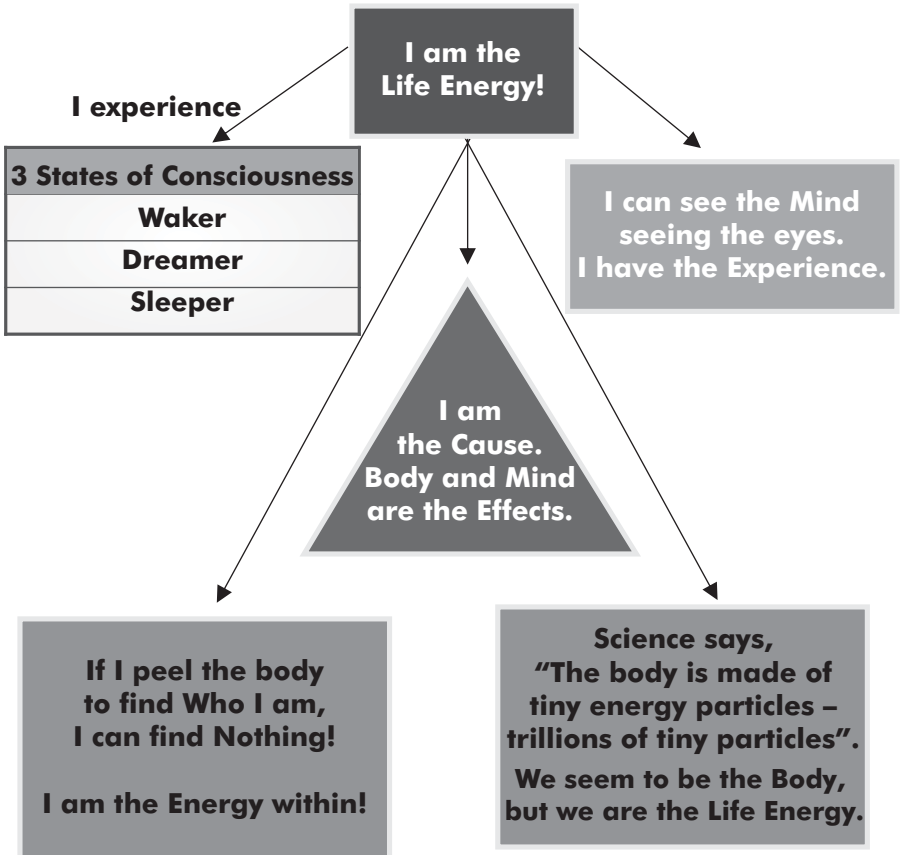 I am the
Life Energy!
I experience
3 States of Consciousness
Waker
Dreamer
Sleeper
I can see the Mind
seeing the eyes.
I have the Experience.
I am
the Cause.
Body and Mind
are the Effects.
If I peel the body
to find Who I am,
I can find Nothing!
I am the Energy within!
Science says,
“The body is made of
tiny energy particles –
trillions of tiny particles”.
We seem to be the Body,
but we are the Life Energy.